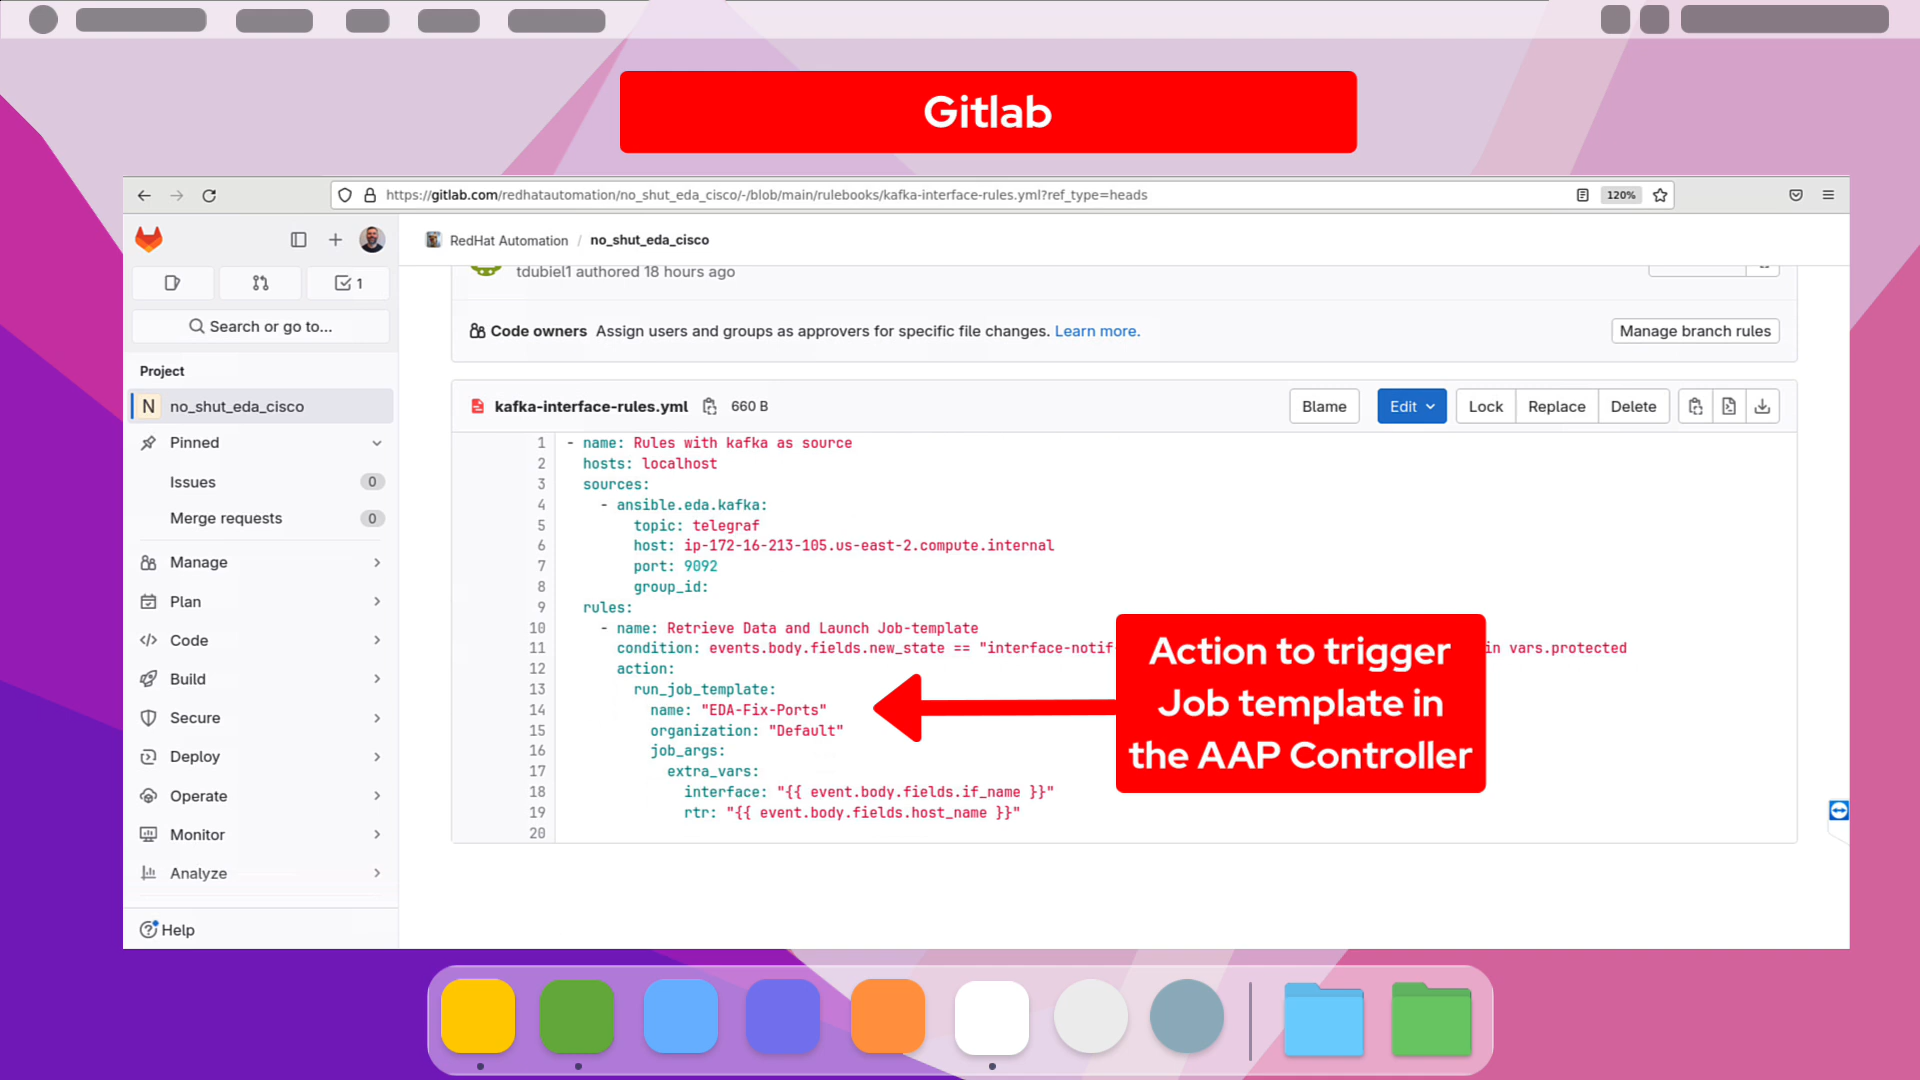 Gitlab
https://gitlab.com/redhatautomation/no_shut_eda_cisco/-/blob/main/rulebooks/kafka-interface-rules.yml?ref_type=heads
120%
RedHat Automation / no_shut_eda_cisco
tdubiel1 authored 18 hours ago
1
Search or go to...
Code owners Assign users and groups as approvers for specific file changes. Learn more.
Manage branch rules
Project
N no_shut_eda_cisco
Pinned
Issues 0
Merge requests 0
Manage
Plan
Code
Build
Secure
Deploy
Operate
Monitor
Analyze
Help
kafka-interface-rules.yml 660 B
Blame Edit Lock Replace Delete
1 - name: Rules with kafka as source
2 hosts: localhost
3 sources:
4 - ansible.eda.kafka:
5 topic: telegraf
6 host: ip-172-16-213-105.us-east-2.compute.internal
7 port: 9092
8 group_id:
9 rules:
10 - name: Retrieve Data and Launch Job-template
11 condition: events.body.fields.new_state == "interface-notif in vars.protected
12 action:
13 run_job_template:
14 name: "EDA-Fix-Ports"
15 organization: "Default"
16 job_args:
17 extra_vars:
18 interface: "{{ event.body.fields.if_name }}"
19 rtr: "{{ event.body.fields.host_name }}"
20
Action to trigger
Job template in
the AAP Controller